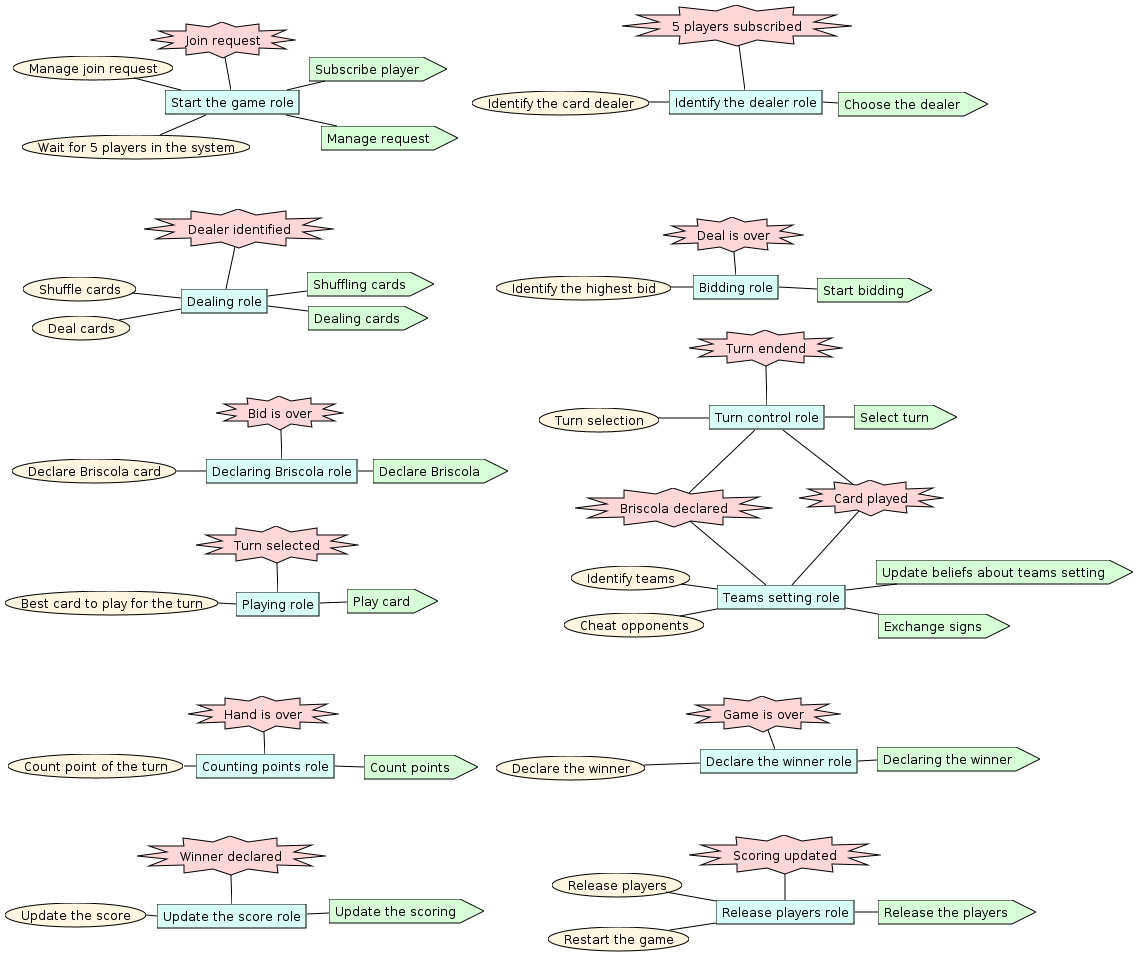 Join request
Manage join request
Subscribe player
Start the game role
Manage request
Wait for 5 players in the system
5 players subscribed
Identify the card dealer
Identify the dealer role
Choose the dealer
Dealer identified
Shuffle cards
Shuffling cards
Dealing role
Deal cards
Dealing cards
Deal is over
Identify the highest bid
Bidding role
Start bidding
Turn endend
Turn selection
Turn control role
Select turn
Bid is over
Declare Briscola card
Declaring Briscola role
Declare Briscola
Briscola declared
Card played
Turn selected
Best card to play for the turn
Playing role
Play card
Identify teams
Update beliefs about teams setting
Teams setting role
Cheat opponents
Exchange signs
Hand is over
Count point of the turn
Counting points role
Count points
Game is over
Declare the winner
Declare the winner role
Declaring the winner
Winner declared
Update the score
Update the score role
Update the scoring
Scoring updated
Release players
Release players role
Release the players
Restart the game